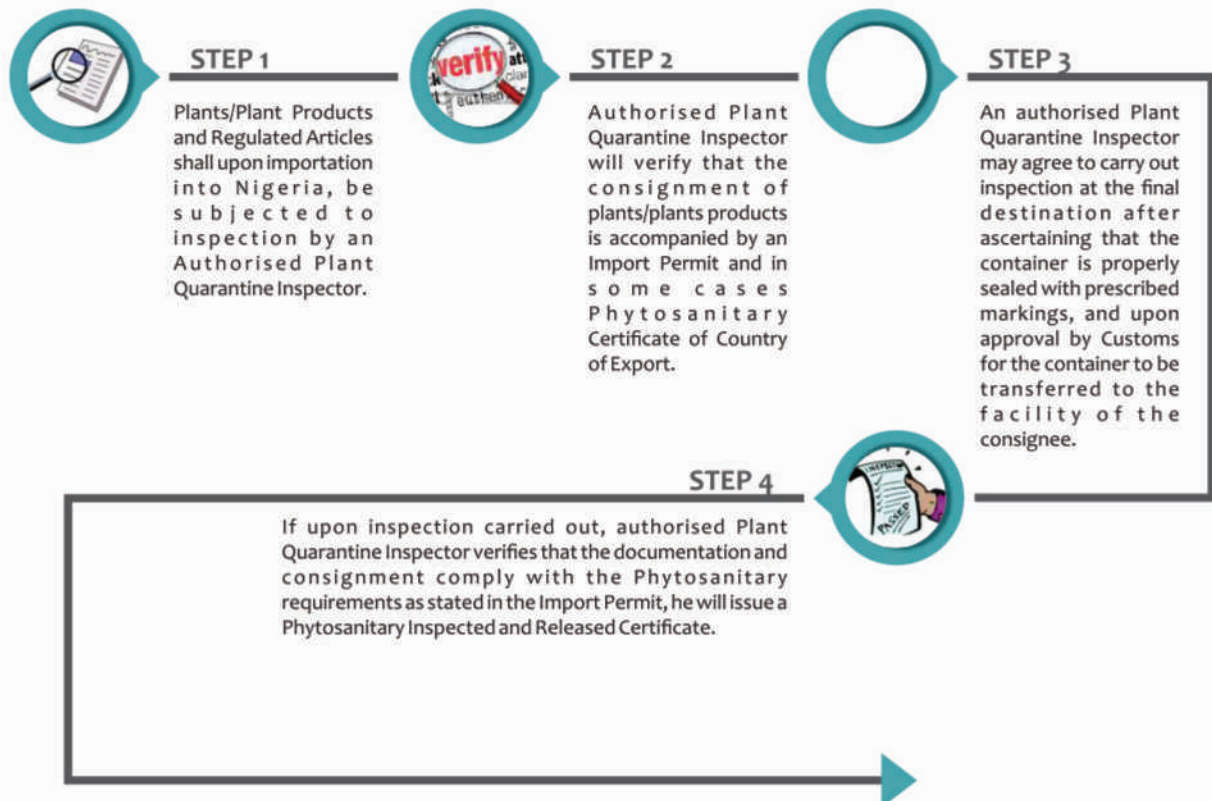 STEP 1
Plants/Plant Products
and Regulated Articles
shall upon importation
into Nigeria, be
subjected to
inspection by an
Authorised Plant
Quarantine Inspector.
verify
STEP 2
Authorised Plant
Quarantine Inspector
will verify that the
consignment of
plants/plants products
is accompanied by an
Import Permit and in
some cases
Phytosanitary
Certificate of Country
of Export.
STEP 3
An authorised Plant
Quarantine Inspector
may agree to carry out
inspection at the final
destination after
ascertaining that the
container is properly
sealed with prescribed
markings, and upon
approval by Customs
for the container to be
transferred to the
facility of the
consignee.
STEP 4
PASSED
If upon inspection carried out, authorised Plant
Quarantine Inspector verifies that the documentation and
consignment comply with the Phytosanitary
requirements as stated in the Import Permit, he will issue a
Phytosanitary Inspected and Released Certificate.